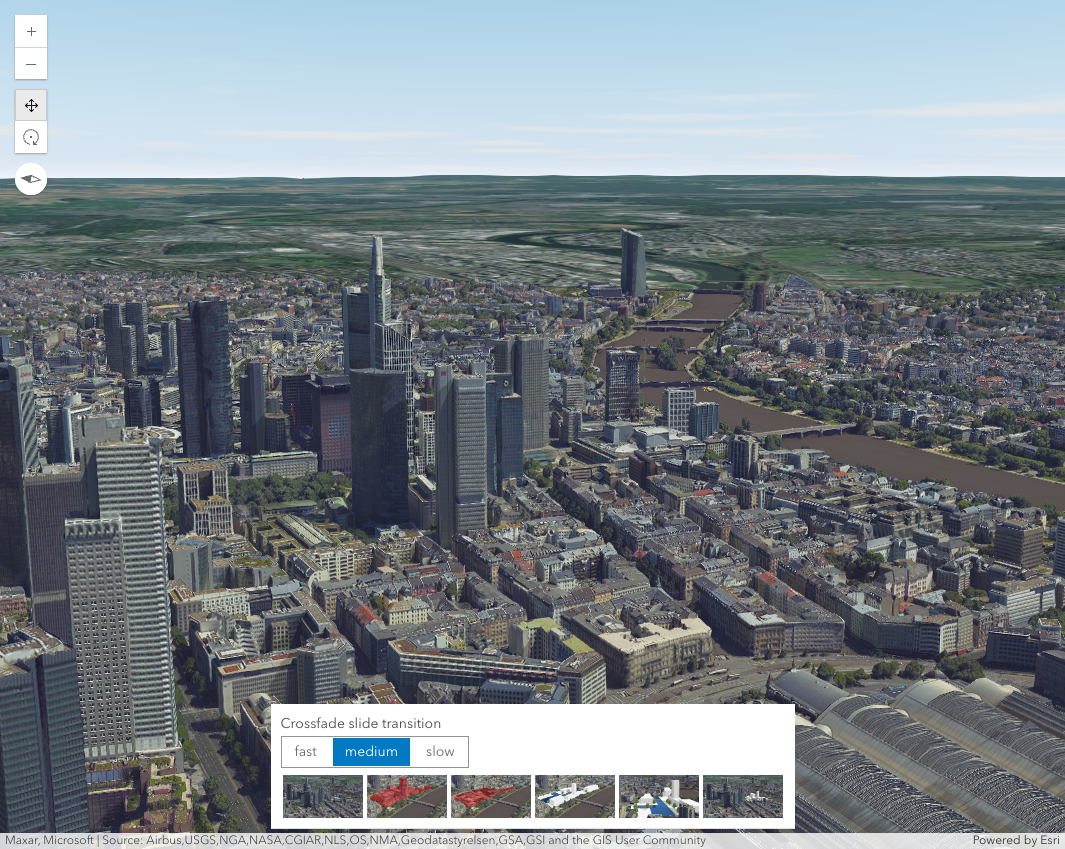 Crossfade slide transition
fast medium slow
Maxar, Microsoft | Source: Airbus,USGS,NGA,NASA,CGIAR,NLS,OS,NMA,Geodatastyrelsen,GSA,GSI and the GIS User Community Powered by Esri